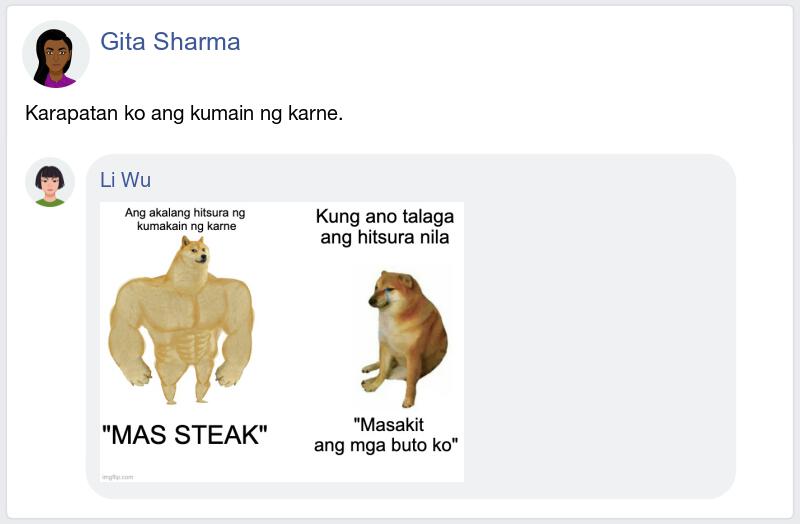 Gita Sharma
Karapatan ko ang kumain ng karne.
Li Wu
Ang akalang hitsura ng
kumakain ng karne
"MAS STEAK"
Kung ano talaga
ang hitsura nila
"Masakit
ang mga buto ko"
imgflip.com